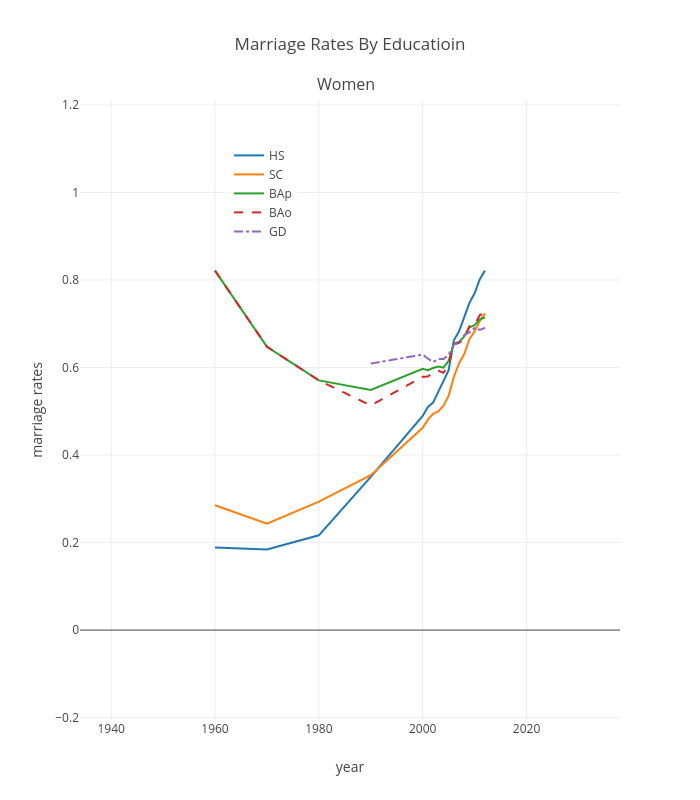 Marriage Rates By Educatioin
Women
1.2
1
0.8
0.6
0.4
0.2
0
−0.2
HS
SC
BAp
BAo
GD
marriage rates
1940 1960 1980 2000 2020
year